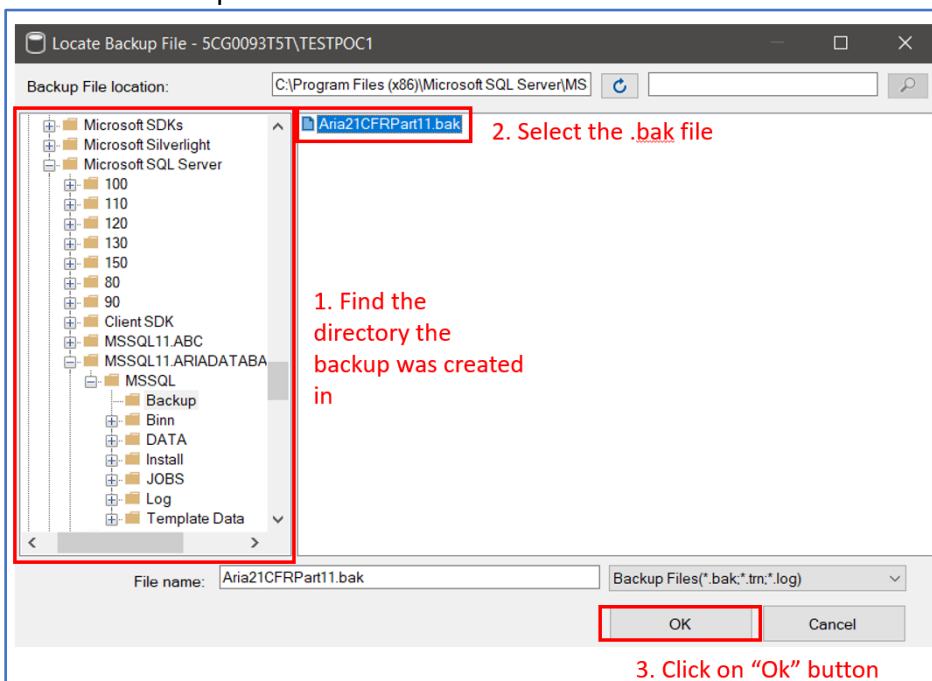 Locate Backup File - 5CG0093T5T\TESTPOC1
Backup File location:
C:\Program Files (x86)\Microsoft SQL Server\MS
Microsoft SDKs
Microsoft Silverlight
Microsoft SQL Server
100
110
120
130
150
80
90
Client SDK
MSSQL11.ABC
MSSQL11.ARIADATABA
MSSQL
Backup
Binn
DATA
Install
JOBS
Log
Template Data
Aria21CFRPart11.bak
2. Select the .bak file
1. Find the
directory the
backup was created
in
File name:
Aria21CFRPart11.bak
Backup Files(*.bak;*.trn;*.log)
OK
Cancel
3. Click on “Ok” button